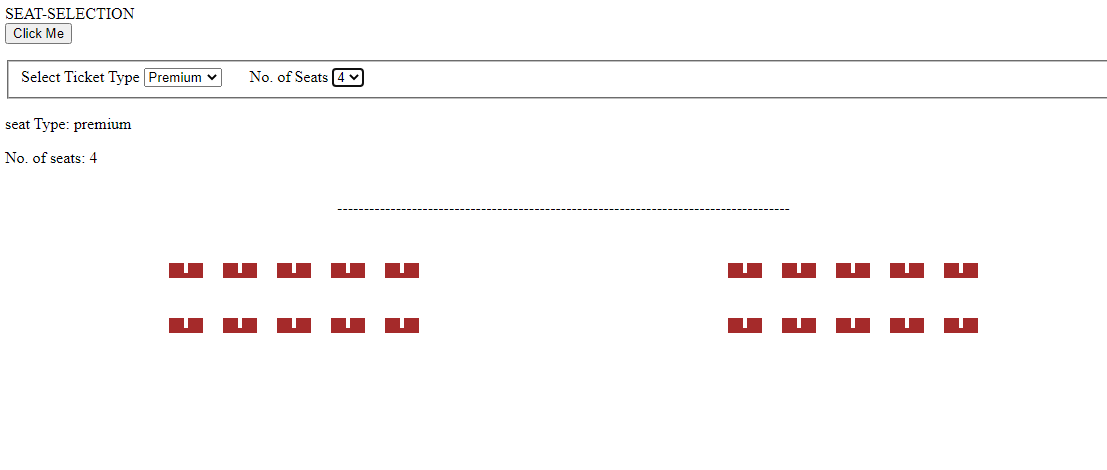 SEAT-SELECTION
Click Me
Select Ticket Type Premium No. of Seats 4
seat Type: premium
No. of seats: 4
-------------------------------------------------------------------------------------